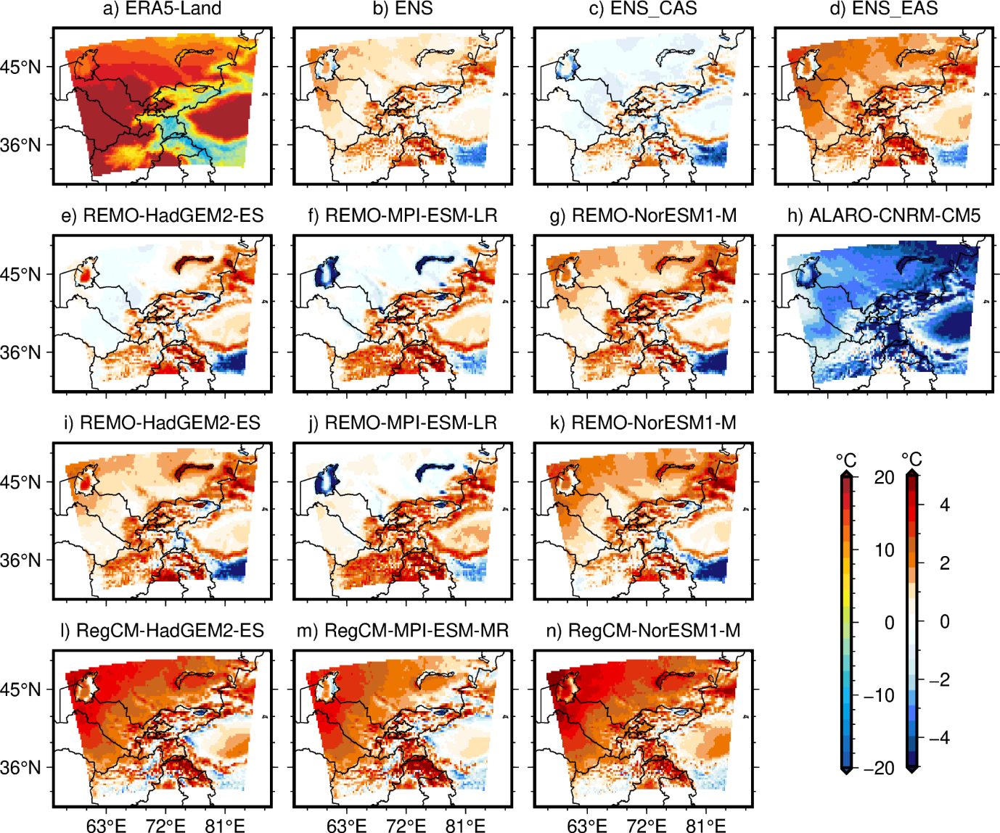 a) ERA5-Land
b) ENS
c) ENS_CAS
d) ENS_EAS
45°N
36°N
e) REMO-HadGEM2-ES
f) REMO-MPI-ESM-LR
g) REMO-NorESM1-M
h) ALARO-CNRM-CM5
45°N
36°N
i) REMO-HadGEM2-ES
j) REMO-MPI-ESM-LR
k) REMO-NorESM1-M
45°N
36°N
°C
°C
20
10
0
−10
−20
4
2
0
−2
−4
l) RegCM-HadGEM2-ES
m) RegCM-MPI-ESM-MR
n) RegCM-NorESM1-M
45°N
36°N
63°E 72°E 81°E
63°E 72°E 81°E
63°E 72°E 81°E